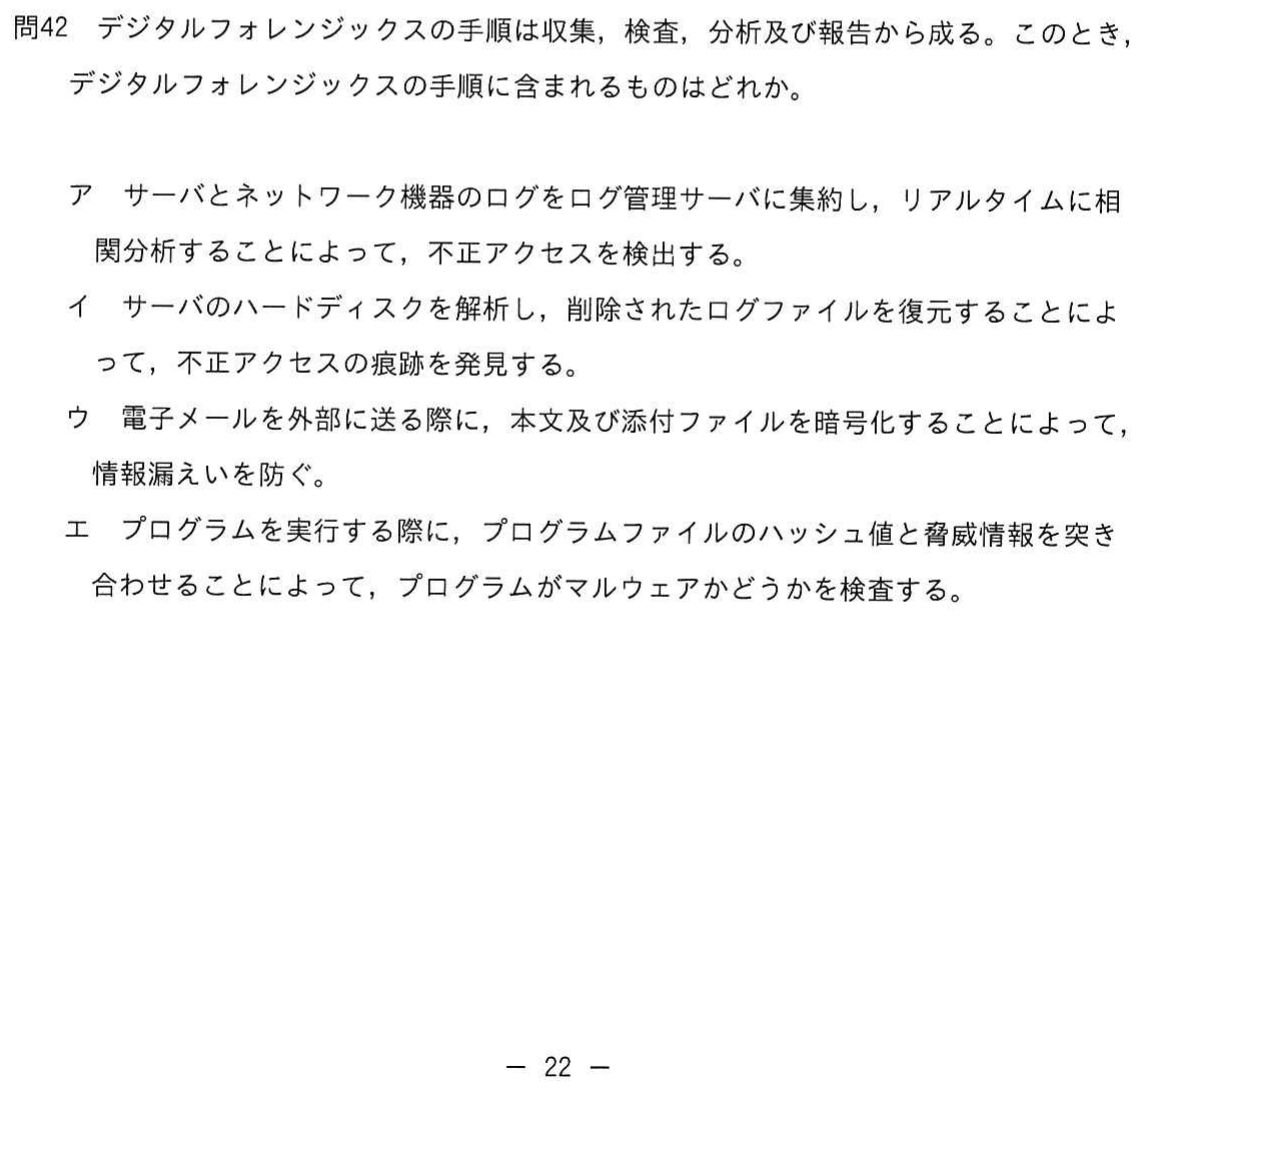 問42 デジタルフォレンジックスの手順は収集，検査，分析及び報告から成る。このとき，
デジタルフォレンジックスの手順に含まれるものはどれか。
ア サーバとネットワーク機器のログをログ管理サーバに集約し，リアルタイムに相
関分析することによって，不正アクセスを検出する。
イ サーバのハードディスクを解析し，削除されたログファイルを復元することによ
って，不正アクセスの痕跡を発見する。
ウ 電子メールを外部に送る際に，本文及び添付ファイルを暗号化することによって，
情報漏えいを防ぐ。
エ プログラムを実行する際に，プログラムファイルのハッシュ値と脅威情報を突き
合わせることによって，プログラムがマルウェアかどうかを検査する。
－ 22 －